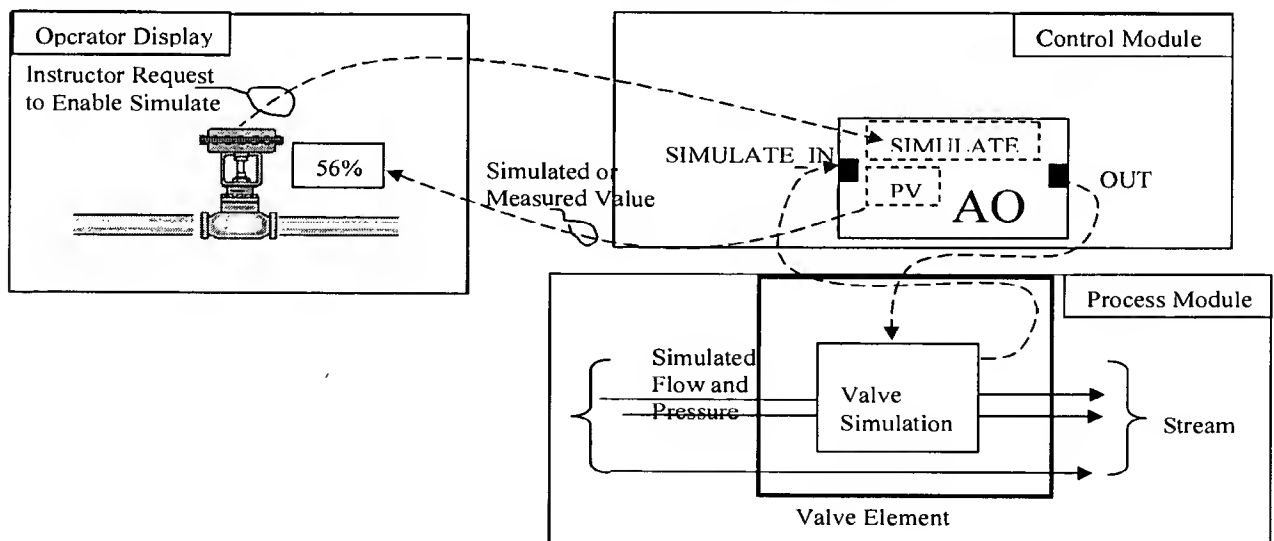 Operator Display
Instructor Request
to Enable Simulate
56%
Simulated or
Measured Value
Control Module
SIMULATE_IN
SIMULATE
PV
AO
OUT
Process Module
Simulated
Flow and
Pressure
Valve
Simulation
Stream
Valve Element